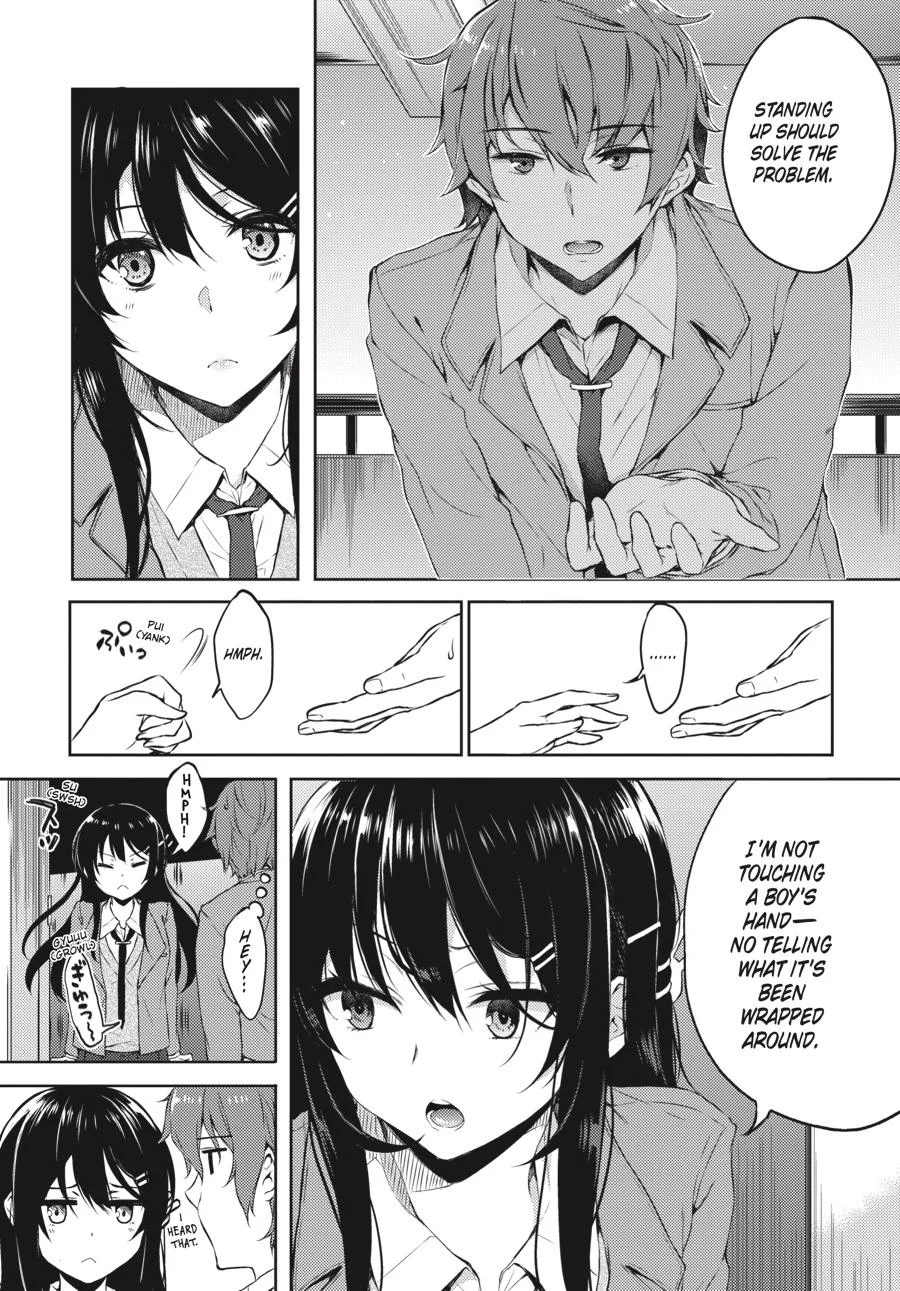 STANDING
UP SHOULD
SOLVE THE
PROBLEM.
......
HMPH.
PUI
(YANK)
ぷいっ
I'M NOT
TOUCHING
A BOY'S
HAND—
NO TELLING
WHAT IT'S
BEEN
WRAPPED
AROUND.
HMPH!
SU
(SWSH)
スッ
HEY...
GYUUU
(GROWL)
ぎゅう〜
I
HEARD
THAT.